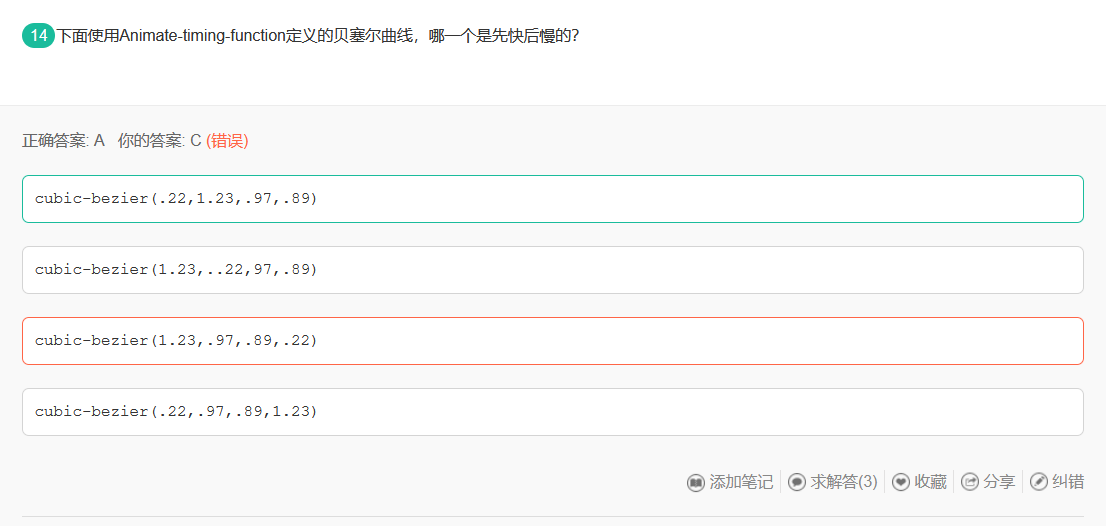 14 下面使用Animate-timing-function定义的贝塞尔曲线，哪一个是先快后慢的？
正确答案: A 你的答案: C (错误)
cubic-bezier(.22,1.23,.97,.89)
cubic-bezier(1.23,..22,97,.89)
cubic-bezier(1.23,.97,.89,.22)
cubic-bezier(.22,.97,.89,1.23)
添加笔记 求解答(3) 收藏 分享 纠错